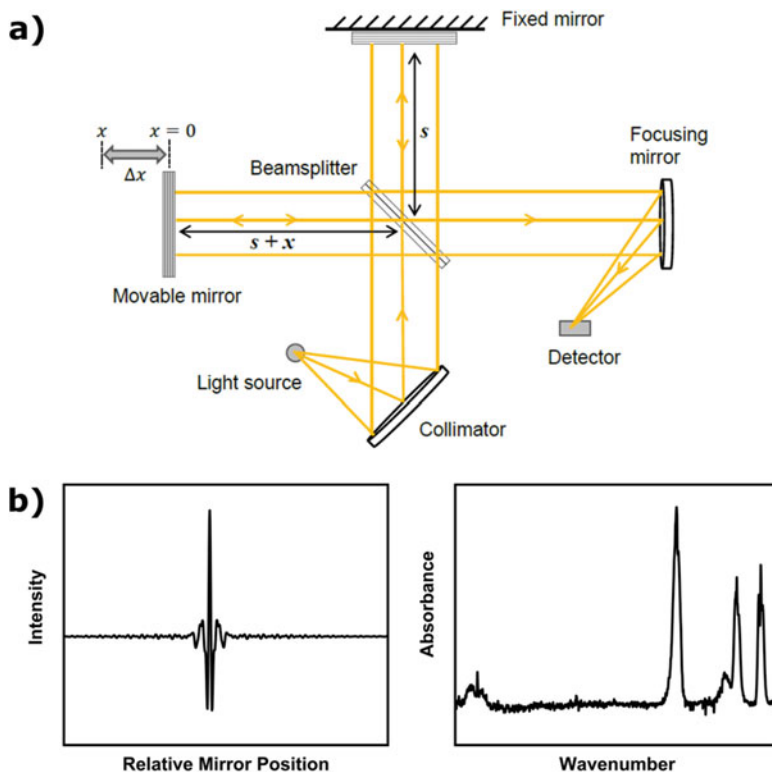 a)
Fixed mirror
x
x = 0
Δx
s
Focusing
mirror
Beamsplitter
s + x
Movable mirror
Light source
Detector
Collimator
b)
Intensity
Relative Mirror Position
Absorbance
Wavenumber